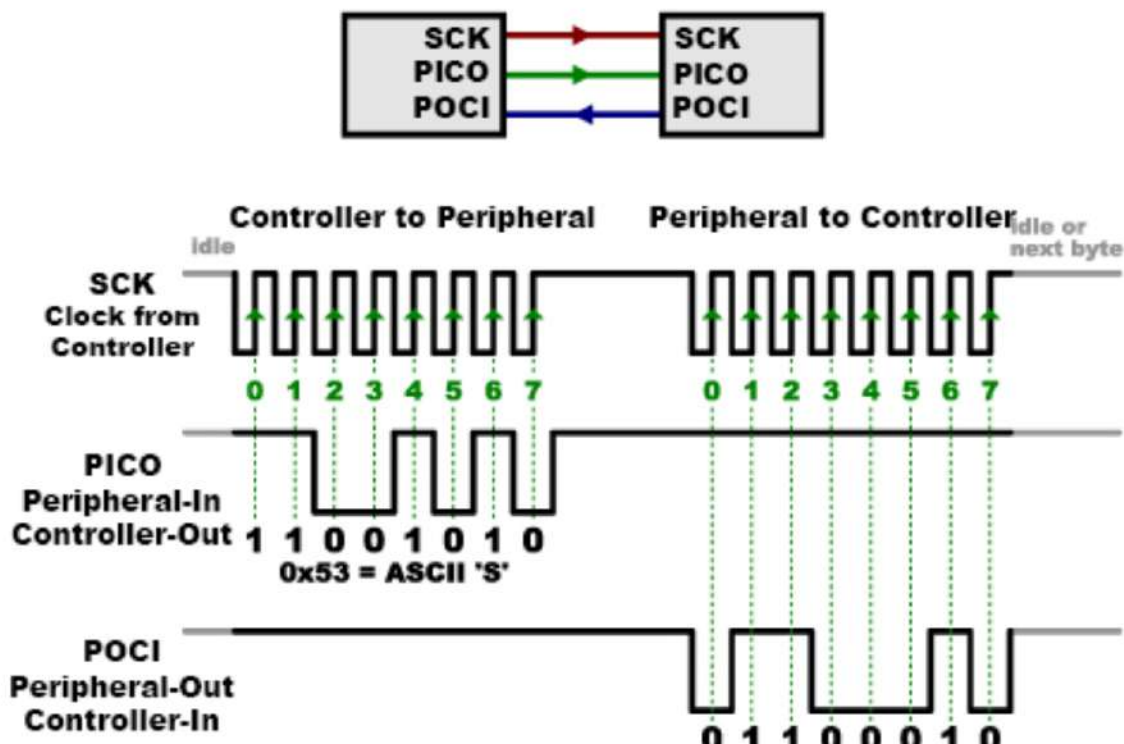 SCK SCK
PICO PICO
POCI POCI
Controller to Peripheral Peripheral to Controller
idle idle or
next byte
SCK
Clock from
Controller
0 1 2 3 4 5 6 7 0 1 2 3 4 5 6 7
PICO
Peripheral-In
Controller-Out 1 1 0 0 1 0 1 0
0x53 = ASCII 'S'
POCI
Peripheral-Out
Controller-In
0 1 1 0 0 0 1 0